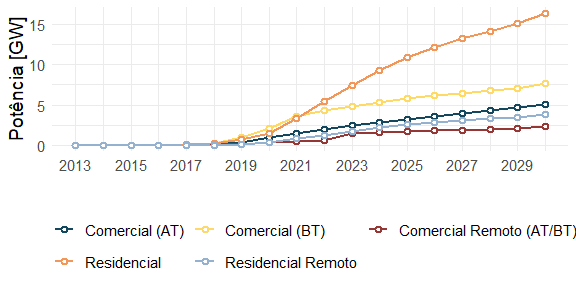 Potência [GW]
15
10
5
0
2013 2015 2017 2019 2021 2023 2025 2027 2029
Comercial (AT) Comercial (BT) Comercial Remoto (AT/BT)
Residencial Residencial Remoto